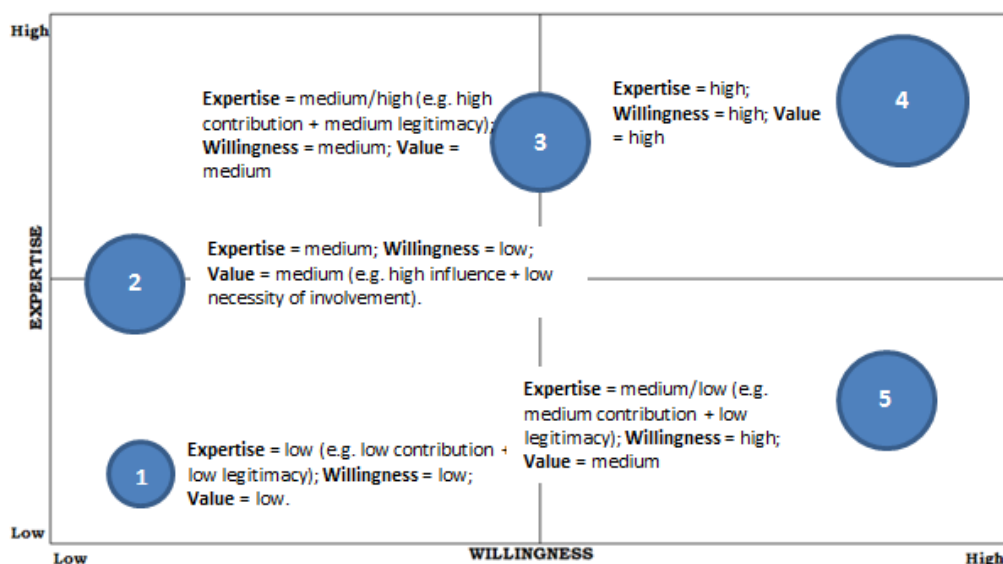 High
Expertise = medium/high (e.g. high
contribution + medium legitimacy);
Willingness = medium; Value =
medium
3
Expertise = high;
Willingness = high; Value
= high
4
EXPERTISE
2
Expertise = medium; Willingness = low;
Value = medium (e.g. high influence + low
necessity of involvement).
Expertise = medium/low (e.g.
medium contribution + low
legitimacy); Willingness = high;
Value = medium
5
1
Expertise = low (e.g. low contribution +
low legitimacy); Willingness = low;
Value = low.
Low
Low
WILLINGNESS
High